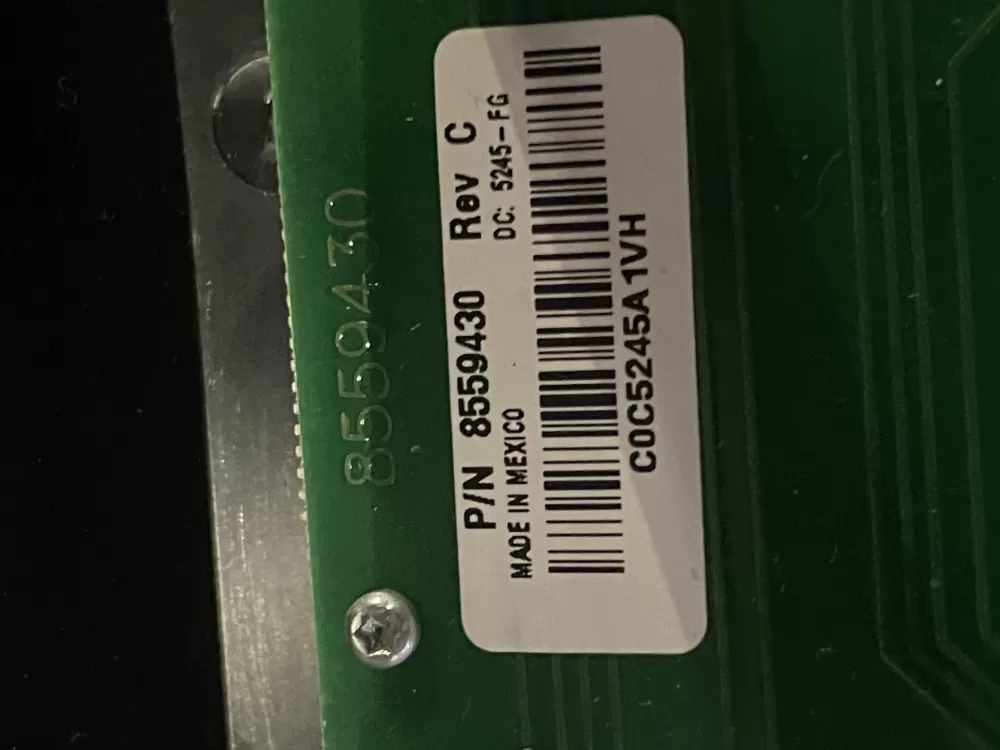 8559430
P/N 8559430 Rev C
MADE IN MEXICO DC: 5245-FG
C0C5245A1VH